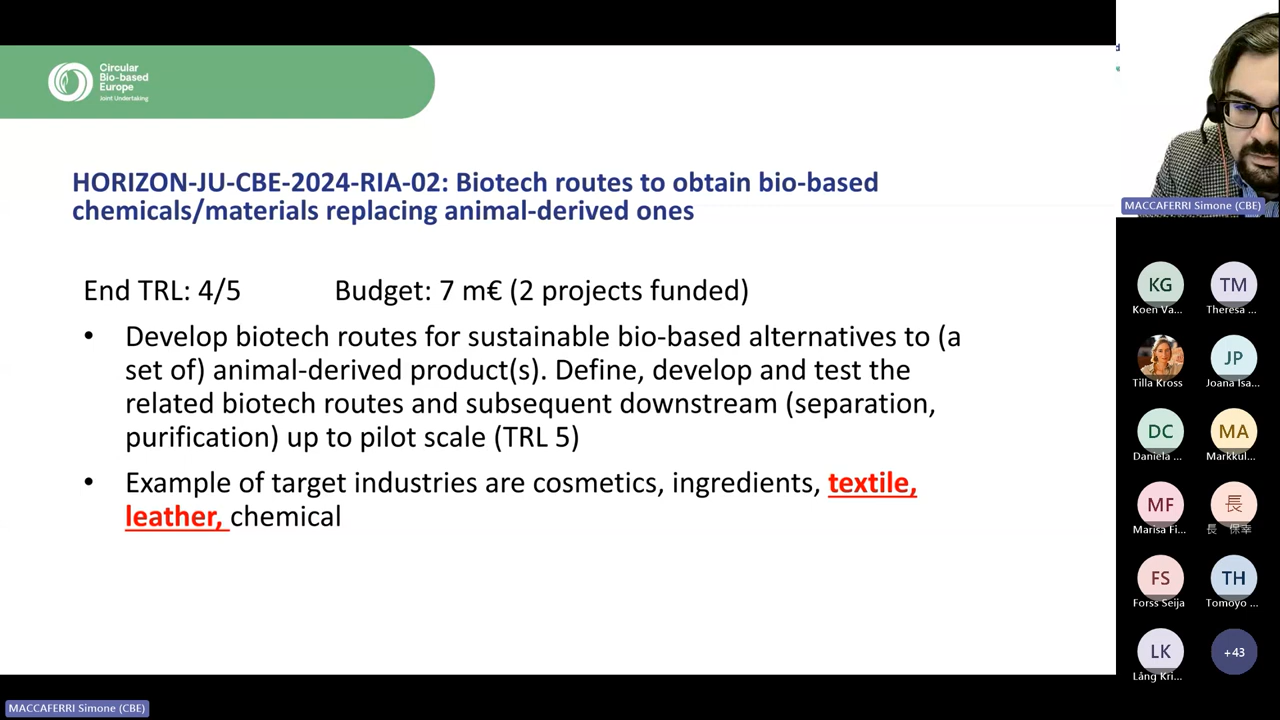 Circular
Bio-based
Europe
Joint Undertaking
HORIZON-JU-CBE-2024-RIA-02: Biotech routes to obtain bio-based
chemicals/materials replacing animal-derived ones
End TRL: 4/5 Budget: 7 m€ (2 projects funded)
• Develop biotech routes for sustainable bio-based alternatives to (a
set of) animal-derived product(s). Define, develop and test the
related biotech routes and subsequent downstream (separation,
purification) up to pilot scale (TRL 5)
• Example of target industries are cosmetics, ingredients, textile,
leather, chemical
MACCAFERRI Simone (CBE)
KG TM
Koen Va... Theresa ...
JP
Tilla Kross Joana Isa...
DC MA
Daniela ... Markkul...
MF 長
Marisa Fi... 長 保幸
FS TH
Forss Seija Tomoyo ...
LK +43
Láng Kri...
MACCAFERRI Simone (CBE)